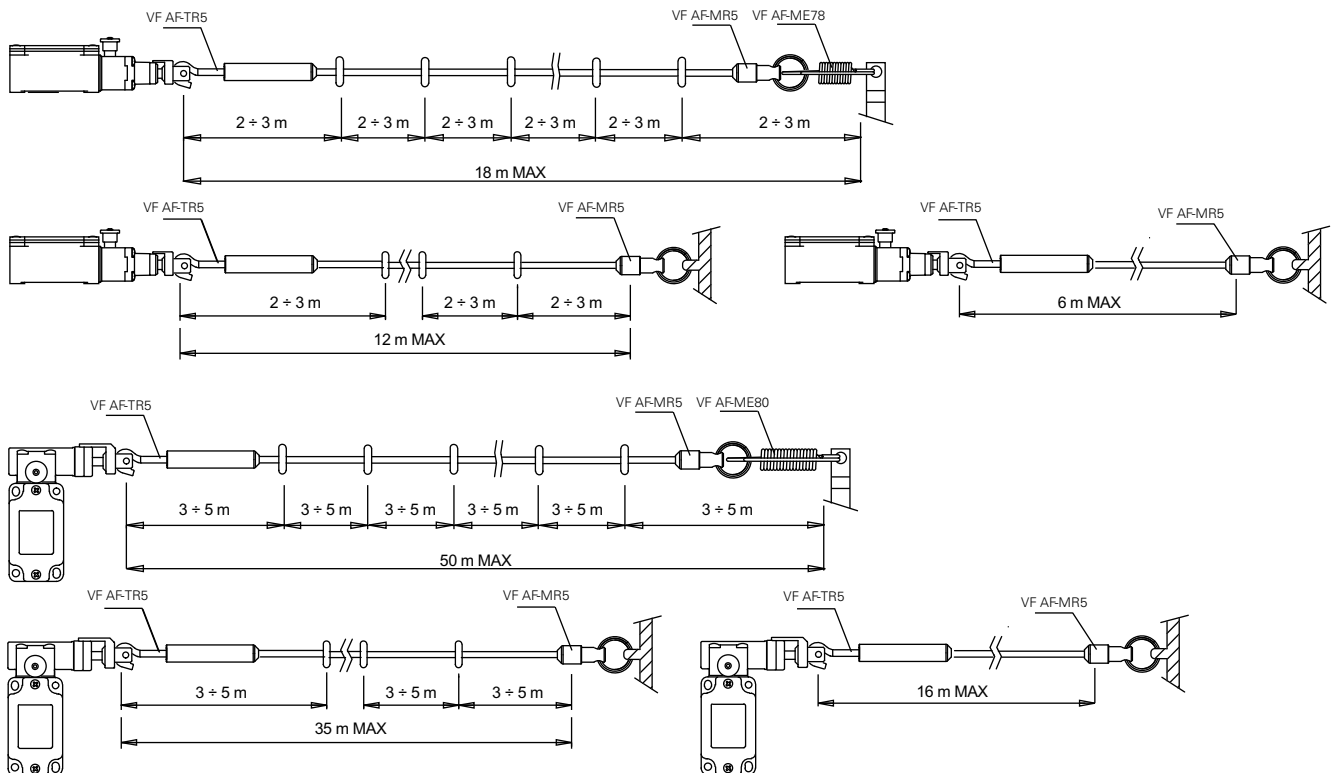 VF AF-TR5 VF AF-MR5 VF AF-ME78
2 ÷ 3 m 2 ÷ 3 m 2 ÷ 3 m 2 ÷ 3 m 2 ÷ 3 m 2 ÷ 3 m
18 m MAX
VF AF-TR5 VF AF-MR5
2 ÷ 3 m 2 ÷ 3 m 2 ÷ 3 m
12 m MAX
VF AF-TR5 VF AF-MR5
6 m MAX
VF AF-TR5 VF AF-MR5 VF AF-ME80
3 ÷ 5 m 3 ÷ 5 m 3 ÷ 5 m 3 ÷ 5 m 3 ÷ 5 m 3 ÷ 5 m
50 m MAX
VF AF-TR5 VF AF-MR5
3 ÷ 5 m 3 ÷ 5 m 3 ÷ 5 m
35 m MAX
VF AF-TR5 VF AF-MR5
16 m MAX